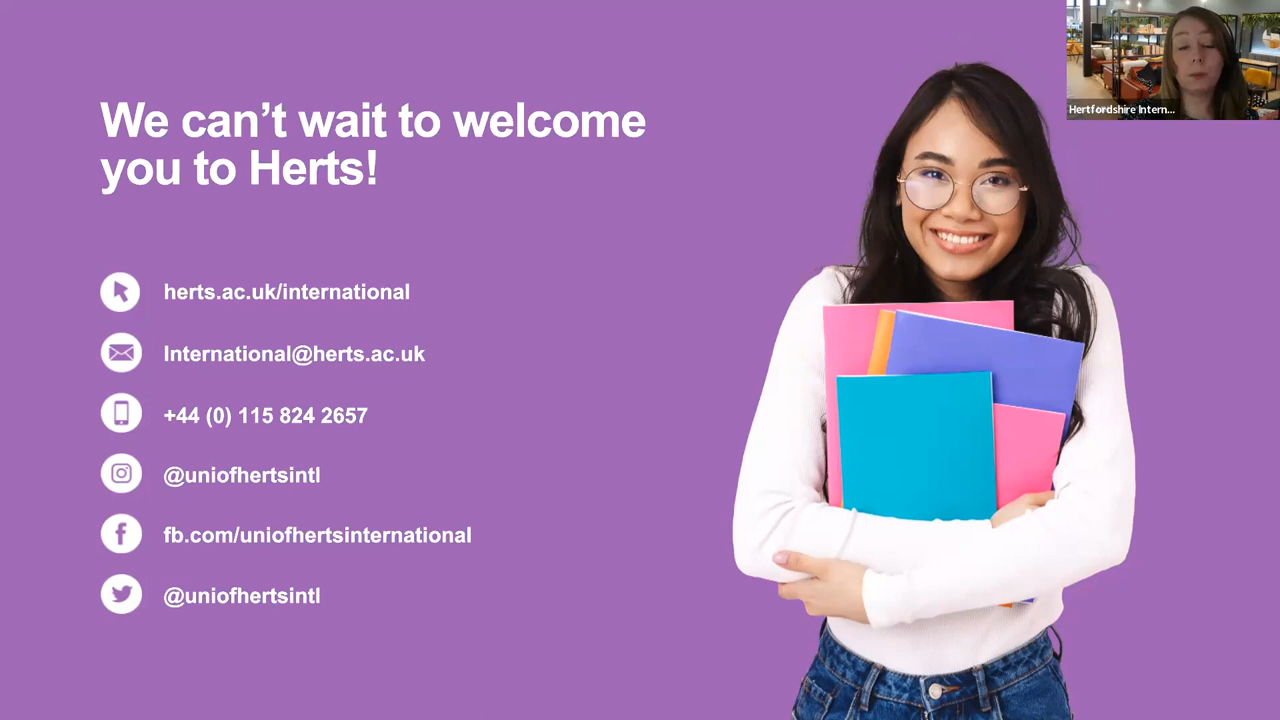 We can't wait to welcome
you to Herts!
herts.ac.uk/international
International@herts.ac.uk
+44 (0) 115 824 2657
@uniofhertsintl
fb.com/uniofhertsinternational
@uniofhertsintl
Hertfordshire Intern...